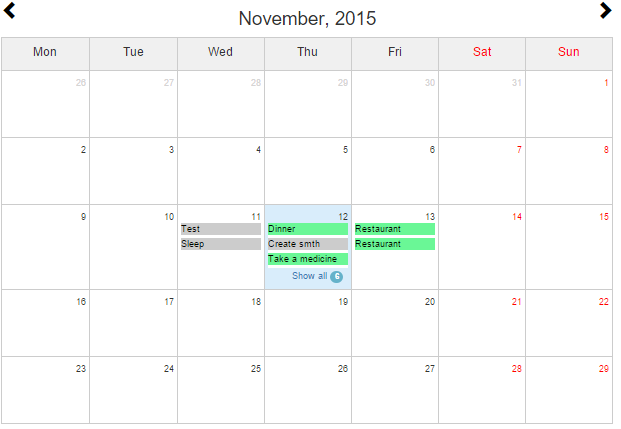 November, 2015
Mon Tue Wed Thu Fri Sat Sun
26 27 28 29 30 31 1
2 3 4 5 6 7 8
9 10 11 12 13 14 15
Test Dinner Restaurant
Sleep Create smth Restaurant
Take a medicine
Show all 6
16 17 18 19 20 21 22
23 24 25 26 27 28 29